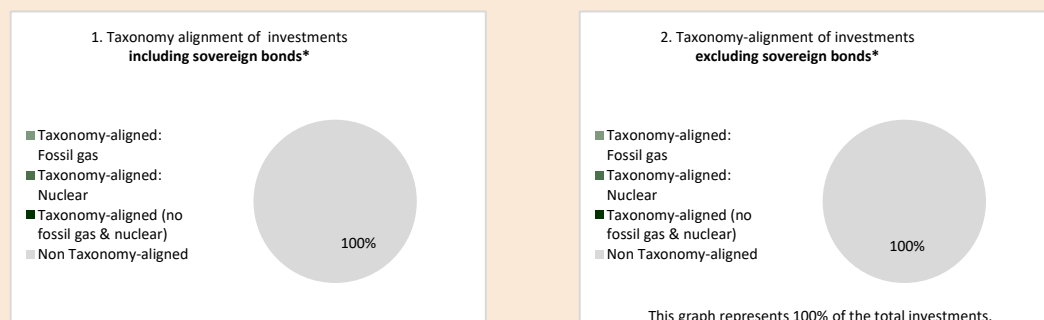 1. Taxonomy alignment of  investments
including sovereign bonds*
Taxonomy-aligned:
Fossil gas
Taxonomy-aligned:
Nuclear
Taxonomy-aligned (no
fossil gas & nuclear)
Non Taxonomy-aligned
100%
2. Taxonomy-alignment of investments
excluding sovereign bonds*
Taxonomy-aligned:
Fossil gas
Taxonomy-aligned:
Nuclear
Taxonomy-aligned (no
fossil gas & nuclear)
Non Taxonomy-aligned
100%
This graph represents 100% of the total investments.